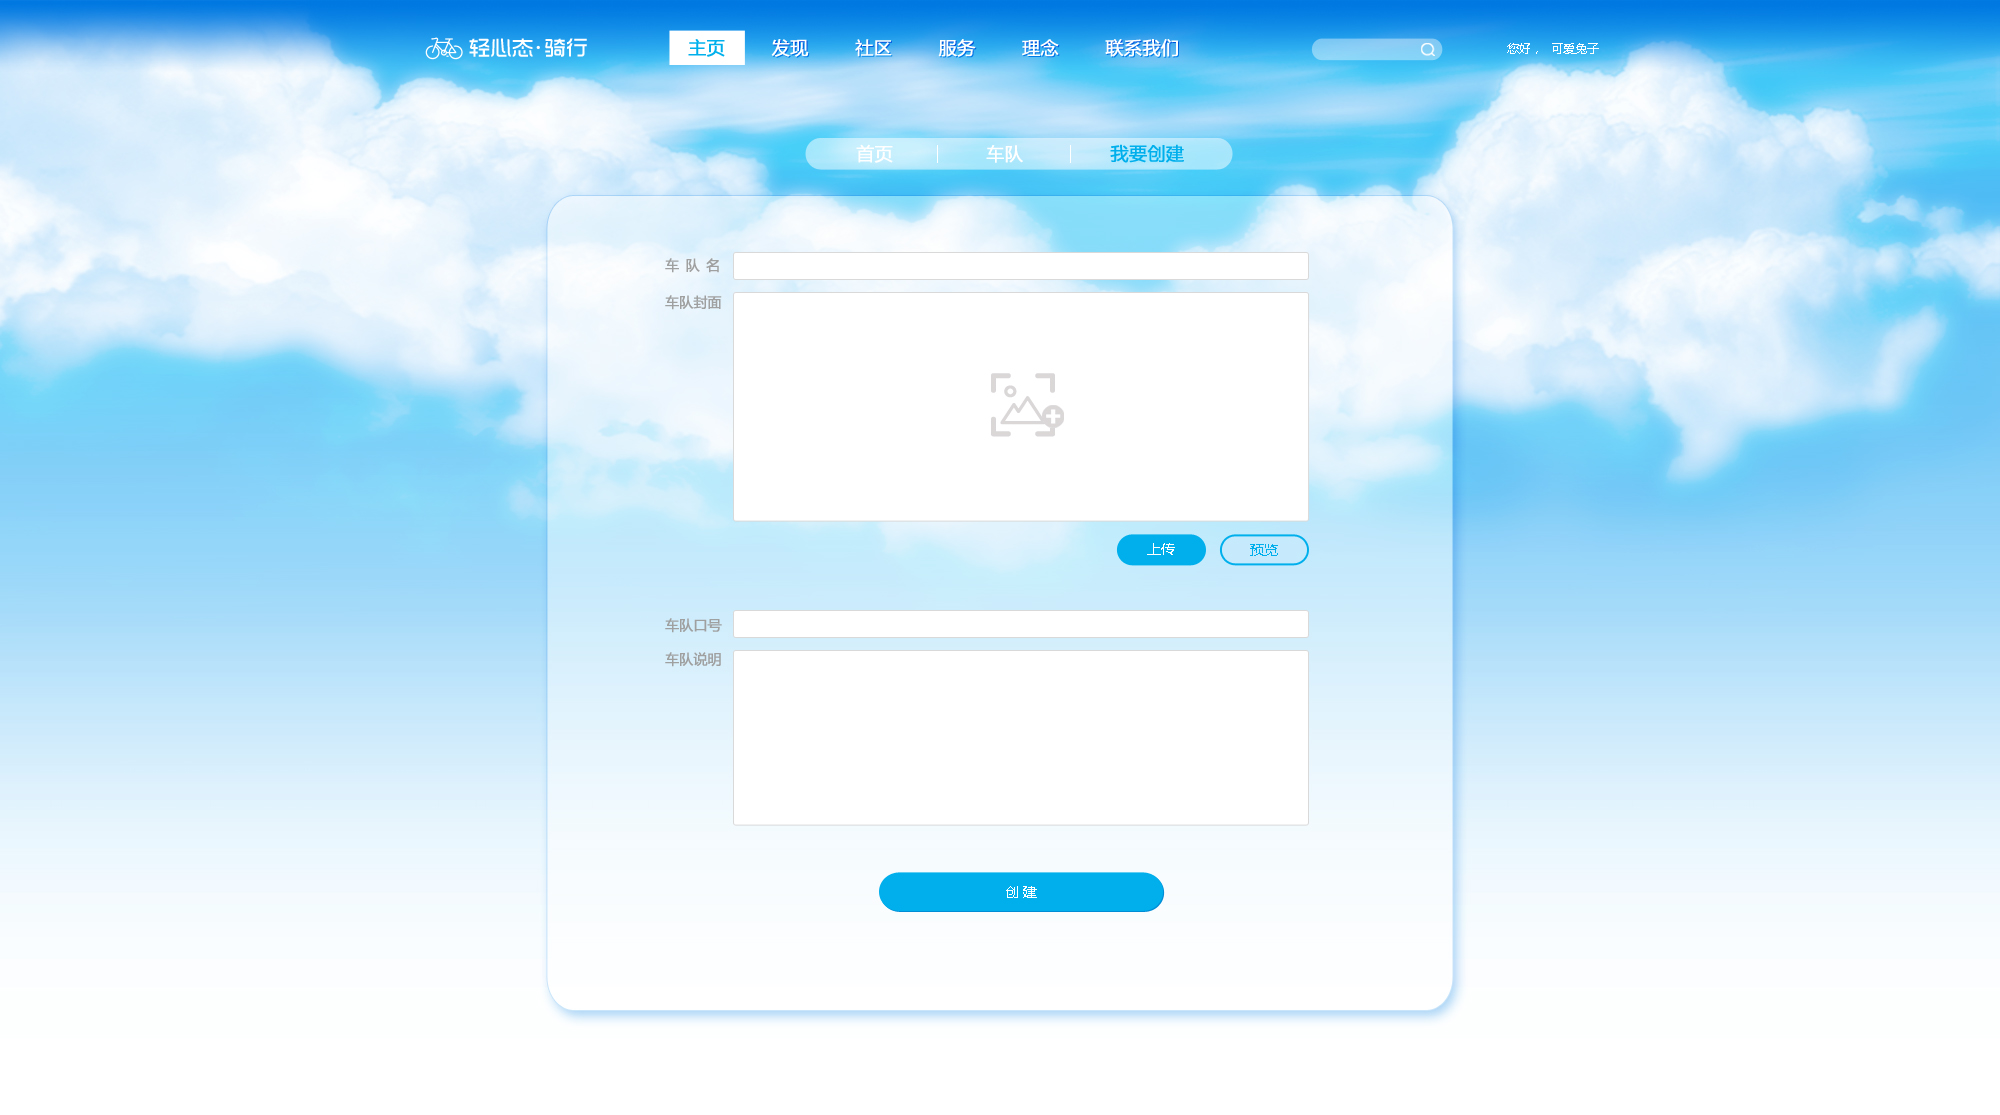 轻心态·骑行 主页 发现 社区 服务 理念 联系我们 您好， 可爱兔子
首页 车队 我要创建
车 队 名
车队封面
上传 预览
车队口号
车队说明
创 建